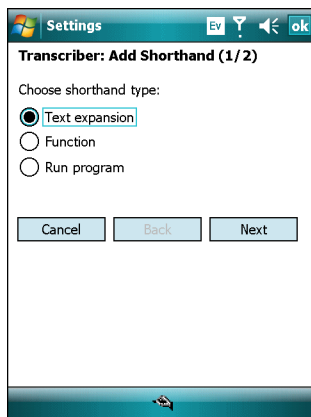 Settings Ev ok
Transcriber: Add Shorthand (1/2)
Choose shorthand type:
Text expansion
Function
Run program
Cancel Back Next